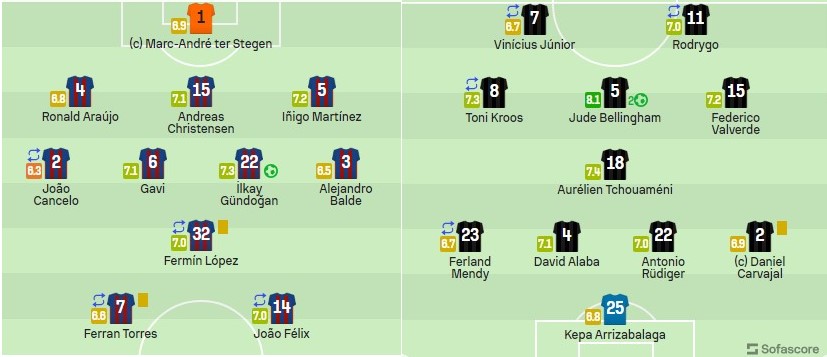 1
6.9
(c) Marc-André ter Stegen
4
6.8
Ronald Araújo
15
7.1
Andreas
Christensen
5
7.2
Iñigo Martínez
2
6.3
João
Cancelo
6
7.1
Gavi
22
7.3
İlkay
Gündoğan
3
6.5
Alejandro
Balde
32
7.0
Fermín López
7
6.6
Ferran Torres
14
7.0
João Félix
7
6.7
Vinícius Júnior
11
7.0
Rodrygo
8
7.3
Toni Kroos
5
8.1
2
Jude Bellingham
15
7.2
Federico
Valverde
18
7.4
Aurélien Tchouaméni
23
6.7
Ferland
Mendy
4
7.1
David Alaba
22
7.0
Antonio
Rüdiger
2
6.9
(c) Daniel
Carvajal
25
6.8
Kepa Arrizabalaga
Sofascore